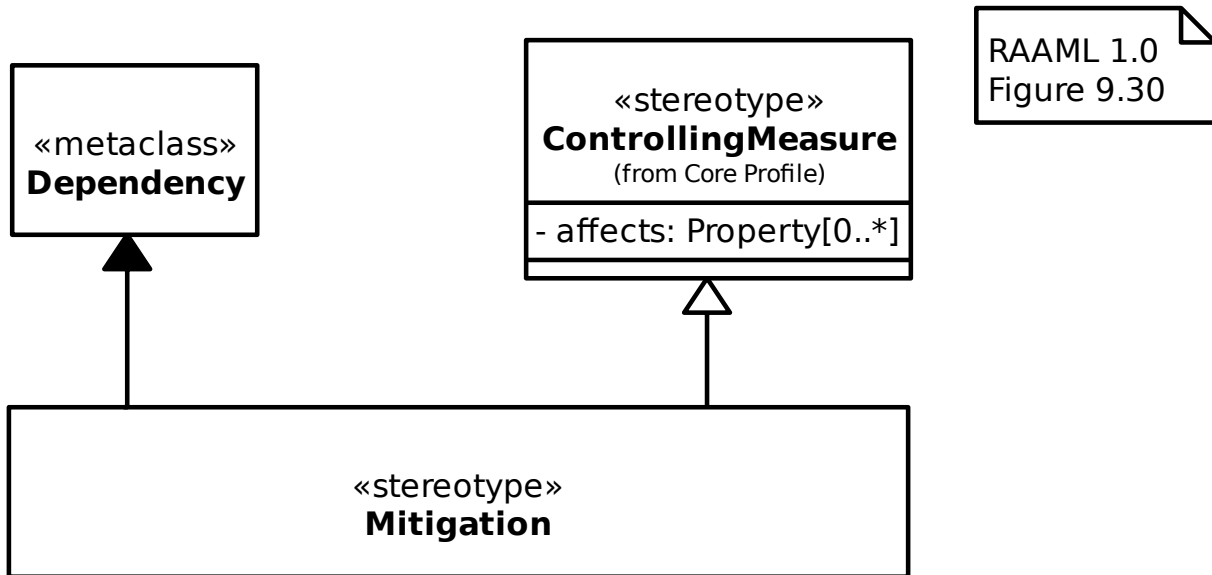 «metaclass»
Dependency
«stereotype»
ControllingMeasure
(from Core Profile)
- affects: Property[0..*]
RAAML 1.0
Figure 9.30
«stereotype»
Mitigation